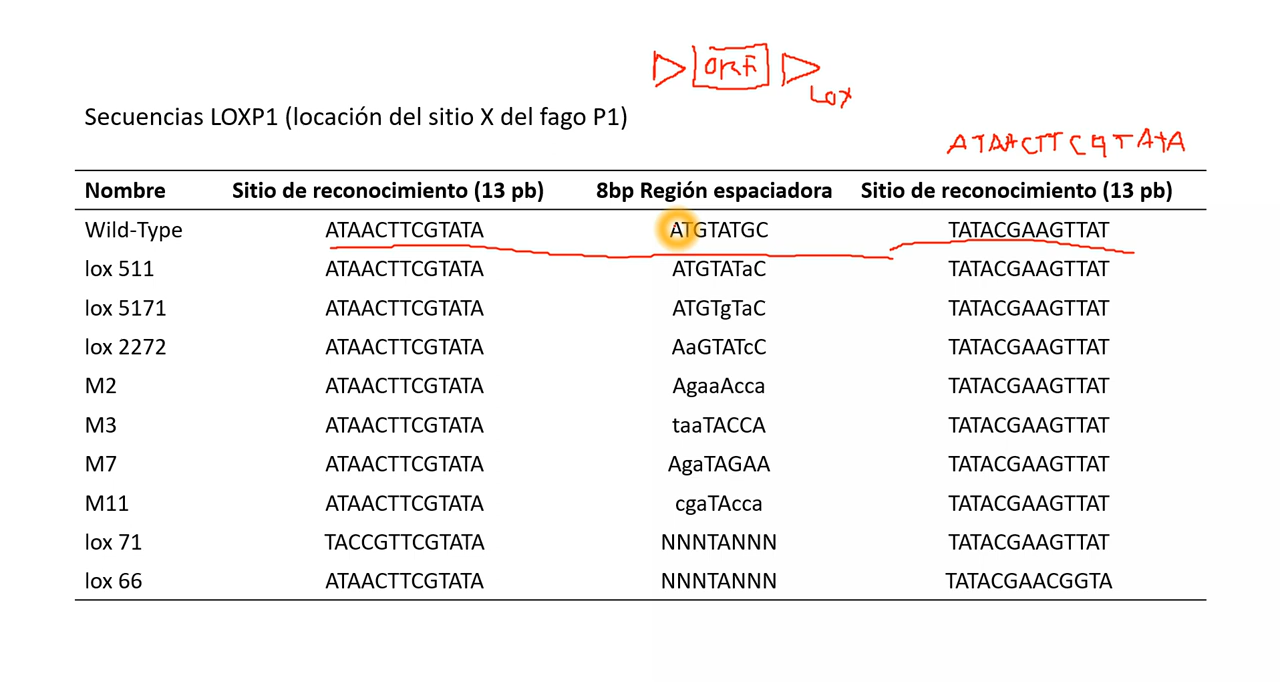 ORF
LOX
Secuencias LOXP1 (locación del sitio X del fago P1)
ATAACTTCGTATA
Nombre Sitio de reconocimiento (13 pb) 8bp Región espaciadora Sitio de reconocimiento (13 pb)
Wild-Type ATAACTTCGTATA ATGTATGC TATACGAAGTTAT
lox 511 ATAACTTCGTATA ATGTATaC TATACGAAGTTAT
lox 5171 ATAACTTCGTATA ATGTgTaC TATACGAAGTTAT
lox 2272 ATAACTTCGTATA AaGTATcC TATACGAAGTTAT
M2 ATAACTTCGTATA AgaaAcca TATACGAAGTTAT
M3 ATAACTTCGTATA taaTACCA TATACGAAGTTAT
M7 ATAACTTCGTATA AgaTAGAA TATACGAAGTTAT
M11 ATAACTTCGTATA cgaTAcca TATACGAAGTTAT
lox 71 TACCGTTCGTATA NNNTANNN TATACGAAGTTAT
lox 66 ATAACTTCGTATA NNNTANNN TATACGAACGGTA